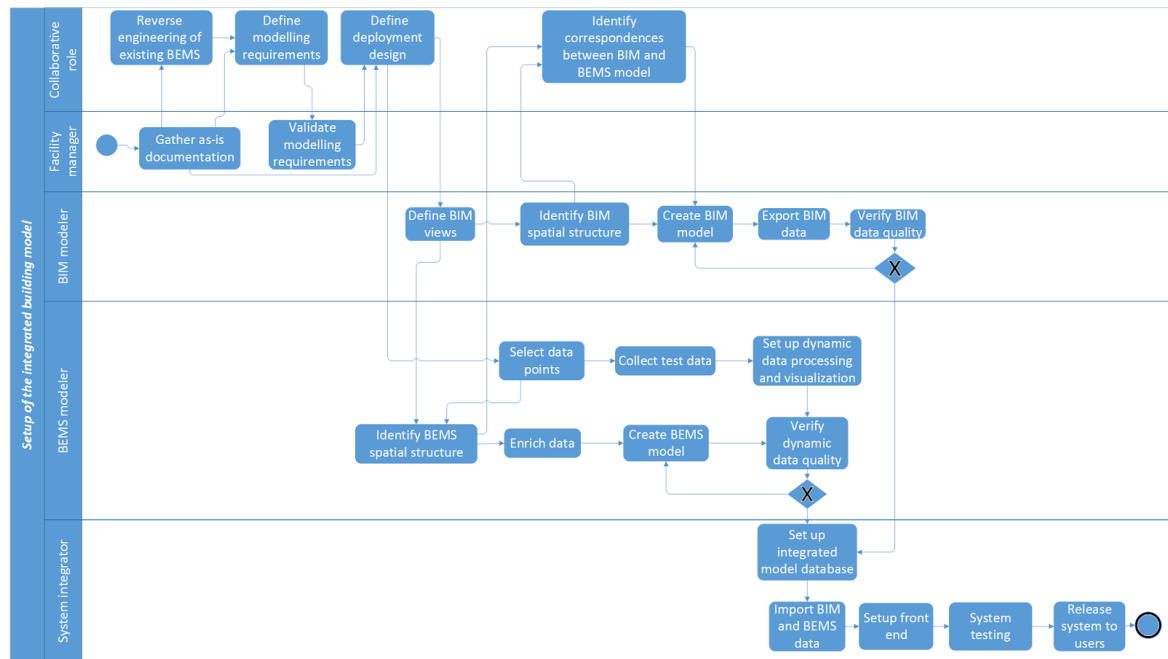 Setup of the integrated building model
Collaborative
role
Reverse
engineering of
existing BEMS
Define
modelling
requirements
Define
deployment
design
Identify
correspondences
between BIM and
BEMS model
Facility
manager
Gather as-is
documentation
Validate
modelling
requirements
BIM modeler
Define BIM
views
Identify BIM
spatial structure
Create BIM
model
Export BIM
data
Verify BIM
data quality
X
BEMS modeler
Select data
points
Collect test data
Set up dynamic
data processing
and visualization
Identify BEMS
spatial structure
Enrich data
Create BEMS
model
Verify
dynamic
data quality
X
System integrator
Set up
integrated
model database
Import BIM
and BEMS
data
Setup front
end
System
testing
Release
system to
users